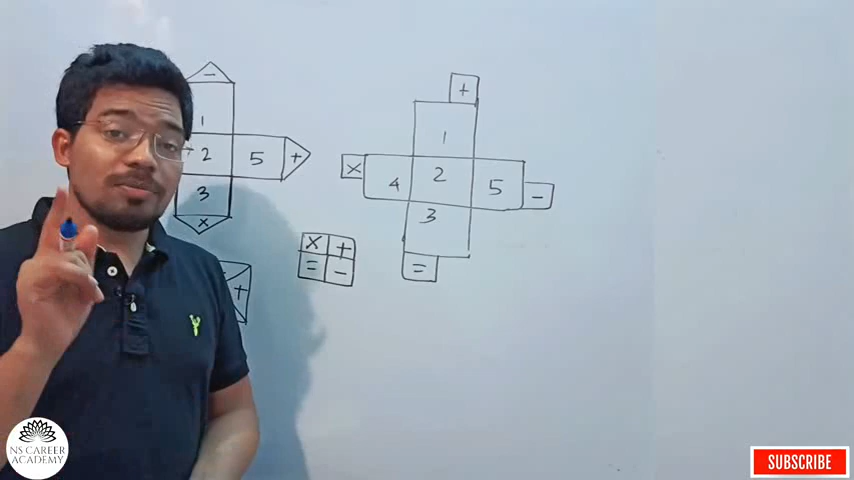 -
1
2 5 +
3
x
+
+
1
x 4 2 5 -
3
=
x +
= -
NS CAREER
ACADEMY
SUBSCRIBE